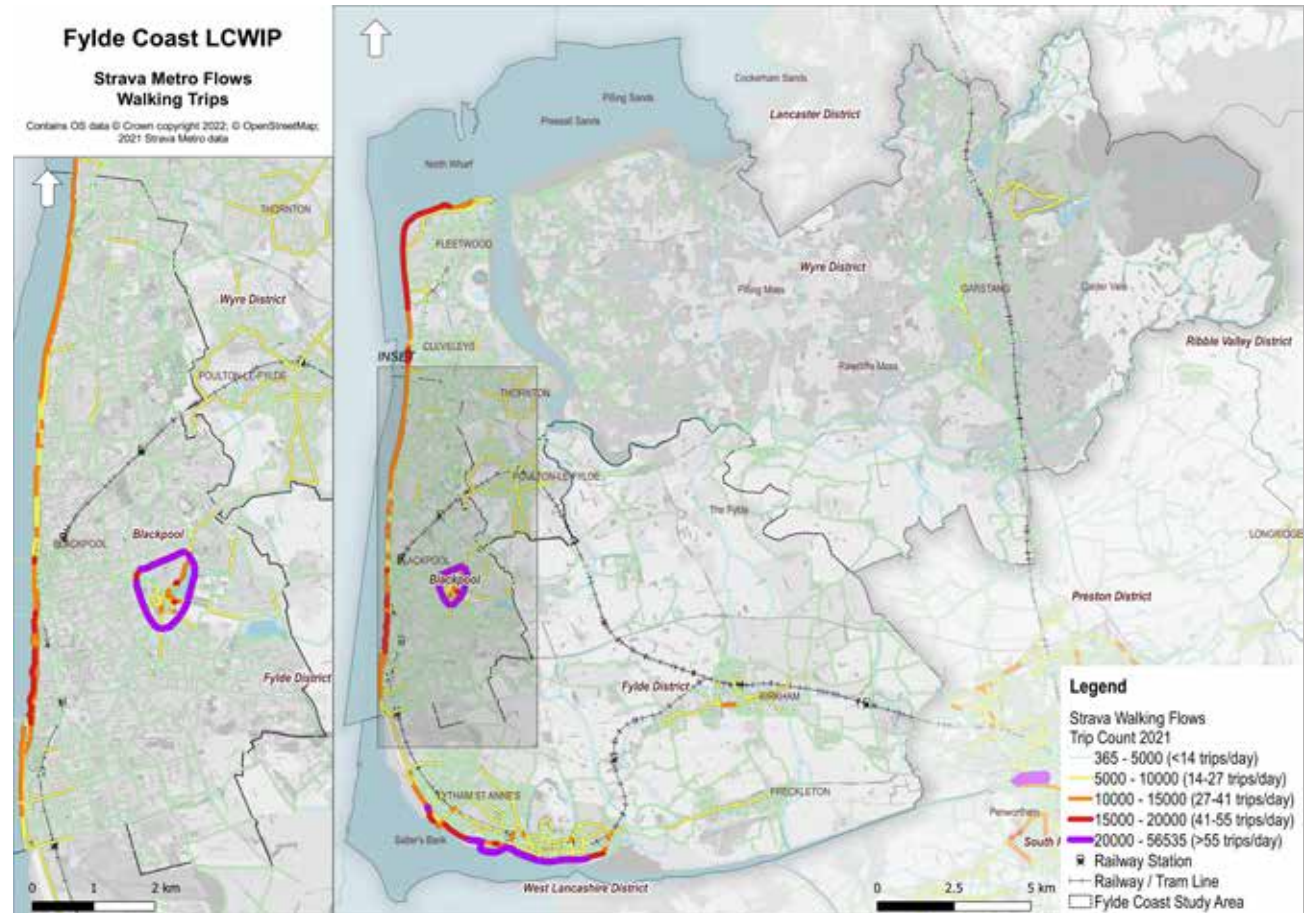 Fylde Coast LCWIP
Strava Metro Flows
Walking Trips
Contains OS data © Crown copyright 2022; © OpenStreetMap;
2021 Strava Metro data
THORNTON
Wyre District
POULTON-LE-FYLDE
Blackpool
BLACKPOOL
Fylde District
0 1 2 km
Cockerham Sands
Pilling Sands
Lancaster District
Preesall Sands
North Wharf
FLEETWOOD
Wyre District
Pilling Moss
GARSTANG
Calder Vale
Ribble Valley District
CLEVELEYS
INSET
Rawcliffe Moss
THORNTON
POULTON-LE-FYLDE
The Fylde
LONGRIDGE
BLACKPOOL
Blackpool
Preston District
Fylde District
KIRKHAM
LYTHAM ST ANNE'S
FRECKLETON
Penwortham
Salter's Bank
South
West Lancashire District
0 2.5 5 km
Legend
Strava Walking Flows
Trip Count 2021
365 - 5000 (<14 trips/day)
5000 - 10000 (14-27 trips/day)
10000 - 15000 (27-41 trips/day)
15000 - 20000 (41-55 trips/day)
20000 - 56535 (>55 trips/day)
Railway Station
Railway / Tram Line
Fylde Coast Study Area